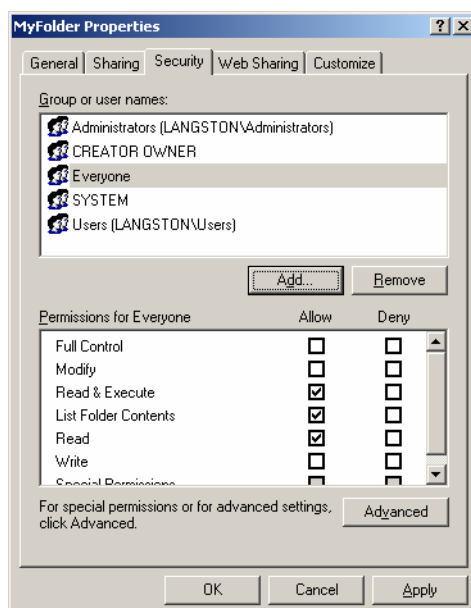 MyFolder Properties
General Sharing Security Web Sharing Customize
Group or user names:
Administrators (LANGSTON\Administrators)
CREATOR OWNER
Everyone
SYSTEM
Users (LANGSTON\Users)
Add... Remove
Permissions for Everyone Allow Deny
Full Control
Modify
Read & Execute
List Folder Contents
Read
Write
Special Permissions
For special permissions or for advanced settings,
click Advanced.
Advanced
OK Cancel Apply